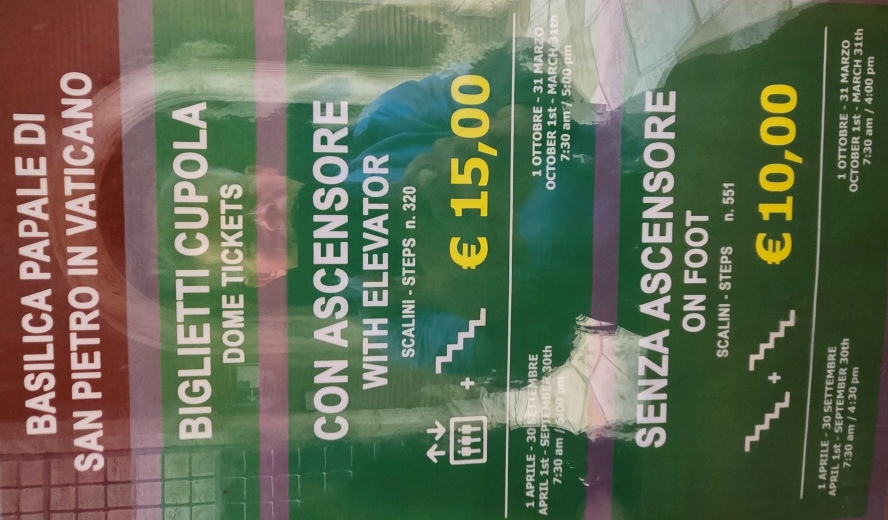 BASILICA PAPALE DI
SAN PIETRO IN VATICANO
BIGLIETTI CUPOLA
DOME TICKETS
CON ASCENSORE
WITH ELEVATOR
SCALINI - STEPS n. 320
+
€ 15,00
1 APRILE - 30 SETTEMBRE
APRIL 1st - SEPTEMBER 30th
7:30 am / pm
1 OTTOBRE - 31 MARZO
OCTOBER 1st - MARCH 31th
7:30 am / 5:00 pm
SENZA ASCENSORE
ON FOOT
SCALINI - STEPS n. 551
+
€ 10,00
1 APRILE - 30 SETTEMBRE
APRIL 1st - SEPTEMBER 30th
7:30 am / 4:30 pm
1 OTTOBRE - 31 MARZO
OCTOBER 1st - MARCH 31th
7:30 am / 4:00 pm